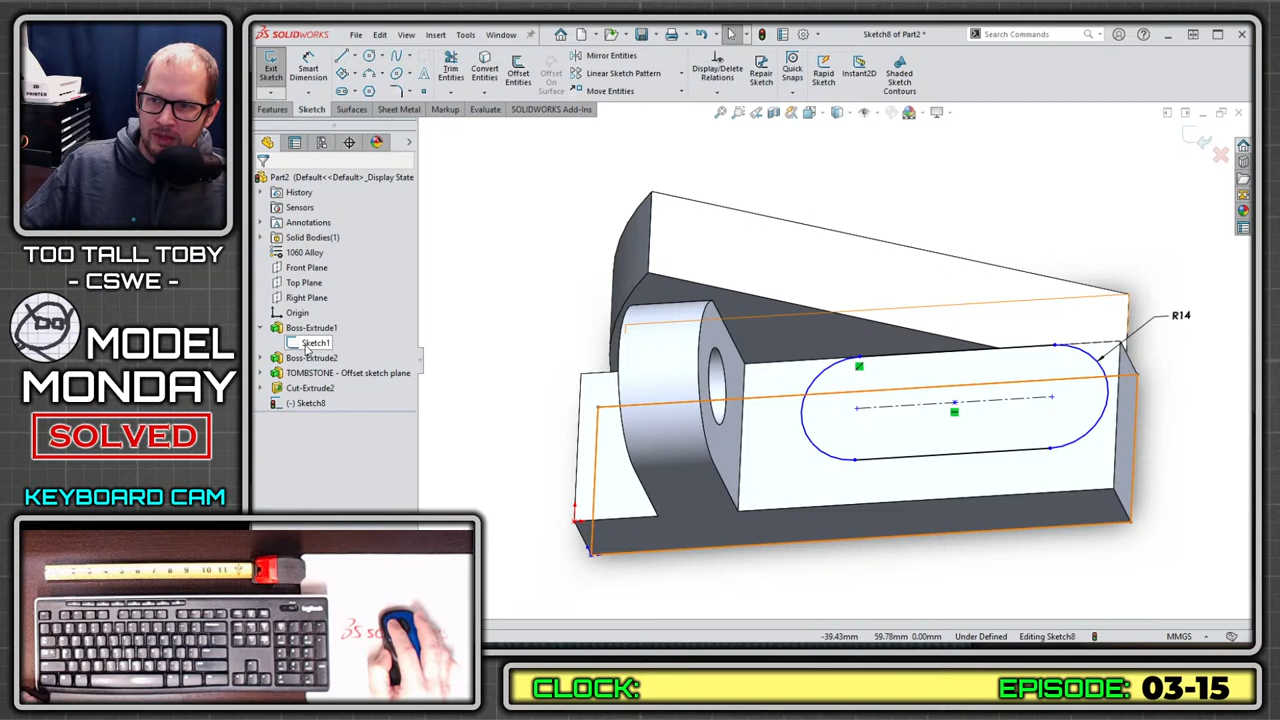 SOLIDWORKS File Edit View Insert Tools Window Sketch8 of Part2 * Search Commands
Exit Sketch
Smart Dimension
Trim Entities
Convert Entities
Offset Entities
Offset On Surface
Mirror Entities
Linear Sketch Pattern
Move Entities
Display/Delete Relations
Repair Sketch
Quick Snaps
Rapid Sketch
Instant2D
Shaded Sketch Contours
Features Sketch Surfaces Sheet Metal Markup Evaluate SOLIDWORKS Add-Ins
Part2 (Default<<Default>_Display State
History
Sensors
Annotations
Solid Bodies(1)
1060 Alloy
Front Plane
Top Plane
Right Plane
Origin
Boss-Extrude1
Sketch1
Boss-Extrude2
TOMBSTONE - Offset sketch plane
Cut-Extrude2
(-) Sketch8
R14
-39.43mm 59.78mm 0.00mm Under Defined Editing Sketch8 MMGS
TOO TALL TOBY
- CSWE -
MODEL
MONDAY
SOLVED
KEYBOARD CAM
logitech
CLOCK: EPISODE: 03-15